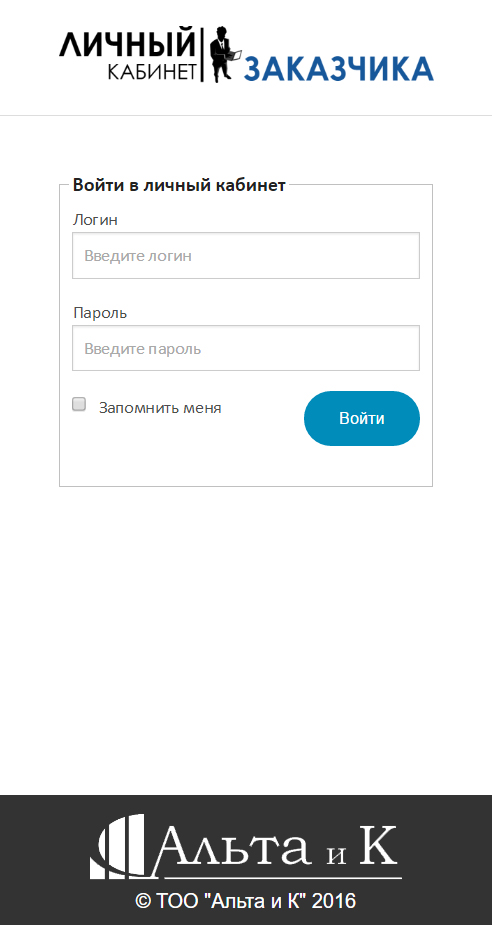 ЛИЧНЫЙ
КАБИНЕТ
ЗАКАЗЧИКА
Войти в личный кабинет
Логин
Введите логин
Пароль
Введите пароль
Запомнить меня
Войти
Альта и К
© ТОО "Альта и К" 2016